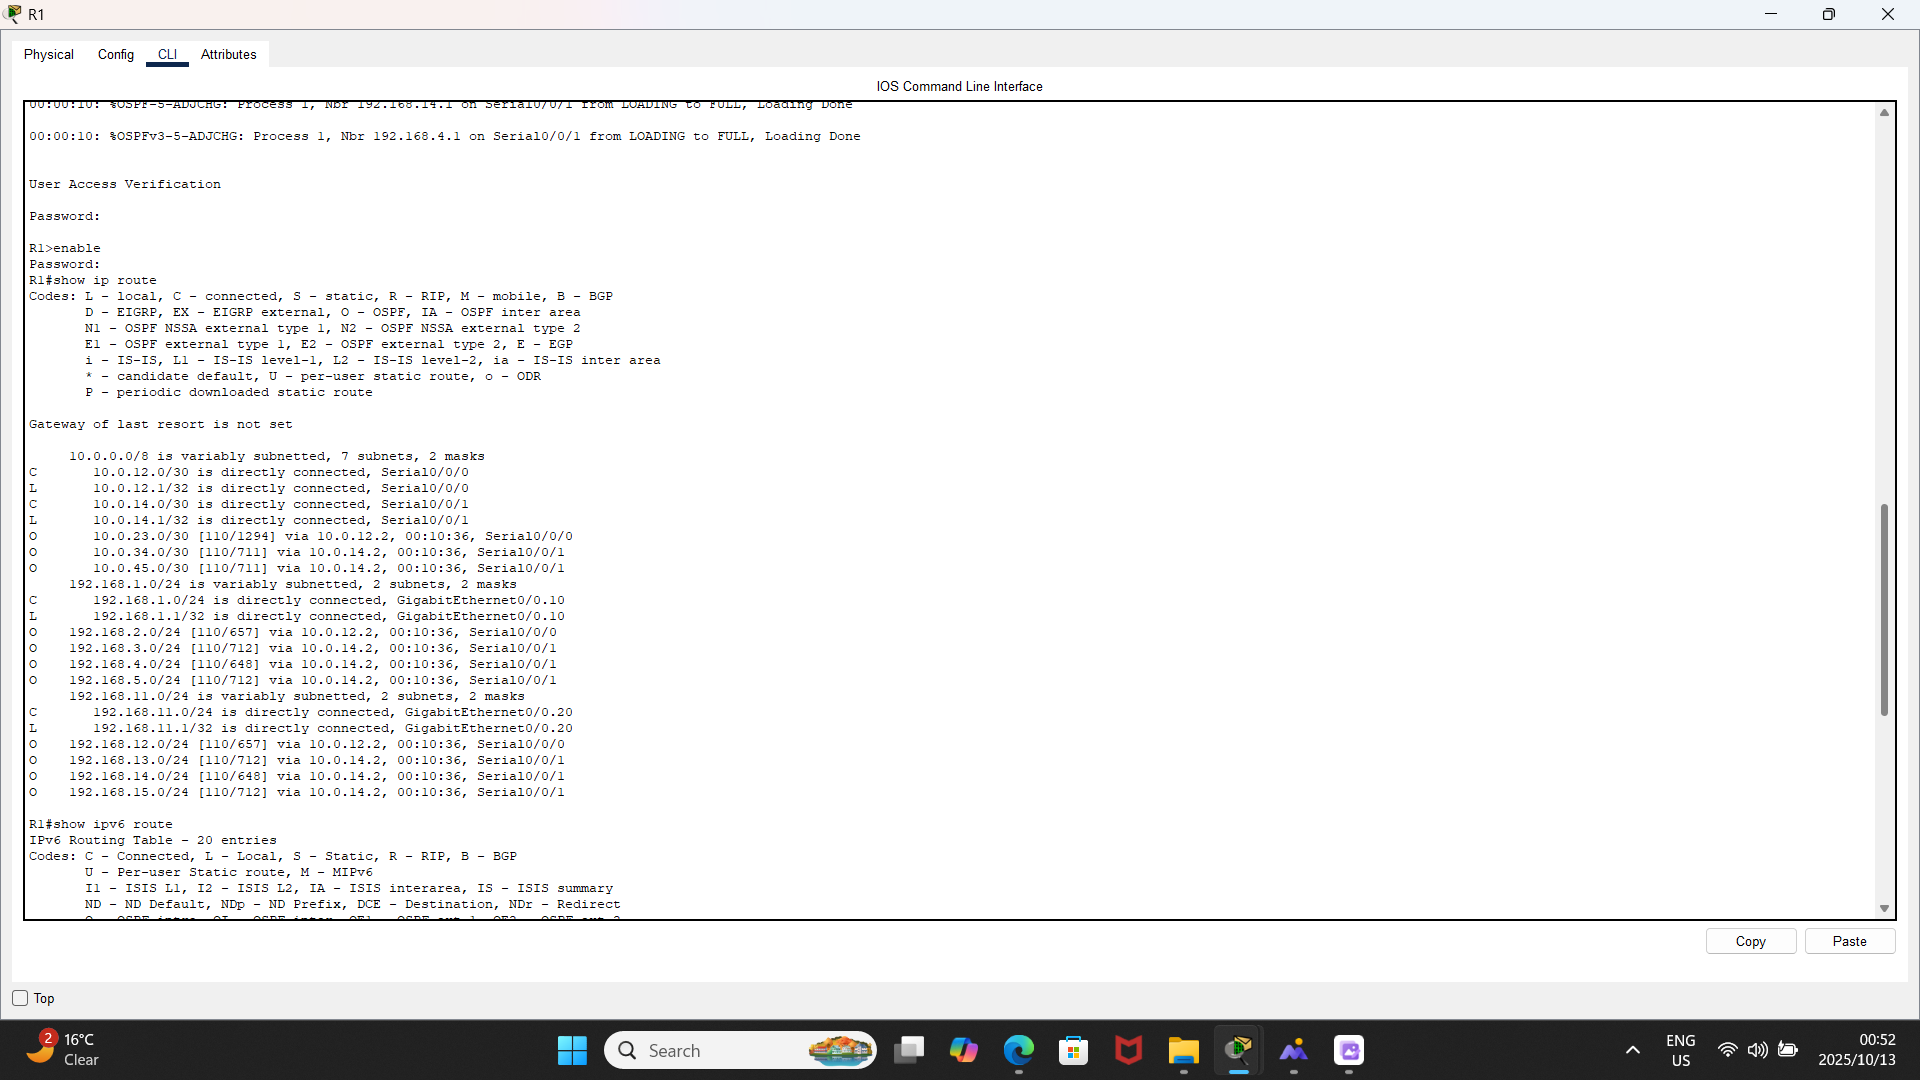 R1
Physical Config CLI Attributes
IOS Command Line Interface
00:00:10: %OSPF-5-ADJCHG: Process 1, Nbr 192.168.14.1 on Serial0/0/1 from LOADING to FULL, Loading Done
00:00:10: %OSPFv3-5-ADJCHG: Process 1, Nbr 192.168.4.1 on Serial0/0/1 from LOADING to FULL, Loading Done
User Access Verification
Password:
R1>enable
Password:
R1#show ip route
Codes: L - local, C - connected, S - static, R - RIP, M - mobile, B - BGP
D - EIGRP, EX - EIGRP external, O - OSPF, IA - OSPF inter area
N1 - OSPF NSSA external type 1, N2 - OSPF NSSA external type 2
E1 - OSPF external type 1, E2 - OSPF external type 2, E - EGP
i - IS-IS, L1 - IS-IS level-1, L2 - IS-IS level-2, ia - IS-IS inter area
* - candidate default, U - per-user static route, o - ODR
P - periodic downloaded static route
Gateway of last resort is not set
10.0.0.0/8 is variably subnetted, 7 subnets, 2 masks
C 10.0.12.0/30 is directly connected, Serial0/0/0
L 10.0.12.1/32 is directly connected, Serial0/0/0
C 10.0.14.0/30 is directly connected, Serial0/0/1
L 10.0.14.1/32 is directly connected, Serial0/0/1
O 10.0.23.0/30 [110/1294] via 10.0.12.2, 00:10:36, Serial0/0/0
O 10.0.34.0/30 [110/711] via 10.0.14.2, 00:10:36, Serial0/0/1
O 10.0.45.0/30 [110/711] via 10.0.14.2, 00:10:36, Serial0/0/1
192.168.1.0/24 is variably subnetted, 2 subnets, 2 masks
C 192.168.1.0/24 is directly connected, GigabitEthernet0/0.10
L 192.168.1.1/32 is directly connected, GigabitEthernet0/0.10
O 192.168.2.0/24 [110/657] via 10.0.12.2, 00:10:36, Serial0/0/0
O 192.168.3.0/24 [110/712] via 10.0.14.2, 00:10:36, Serial0/0/1
O 192.168.4.0/24 [110/648] via 10.0.14.2, 00:10:36, Serial0/0/1
O 192.168.5.0/24 [110/712] via 10.0.14.2, 00:10:36, Serial0/0/1
192.168.11.0/24 is variably subnetted, 2 subnets, 2 masks
C 192.168.11.0/24 is directly connected, GigabitEthernet0/0.20
L 192.168.11.1/32 is directly connected, GigabitEthernet0/0.20
O 192.168.12.0/24 [110/657] via 10.0.12.2, 00:10:36, Serial0/0/0
O 192.168.13.0/24 [110/712] via 10.0.14.2, 00:10:36, Serial0/0/1
O 192.168.14.0/24 [110/648] via 10.0.14.2, 00:10:36, Serial0/0/1
O 192.168.15.0/24 [110/712] via 10.0.14.2, 00:10:36, Serial0/0/1
R1#show ipv6 route
IPv6 Routing Table - 20 entries
Codes: C - Connected, L - Local, S - Static, R - RIP, B - BGP
U - Per-user Static route, M - MIPv6
I1 - ISIS L1, I2 - ISIS L2, IA - ISIS interarea, IS - ISIS summary
ND - ND Default, NDp - ND Prefix, DCE - Destination, NDr - Redirect
O - OSPF intra, OI - OSPF inter, OE1 - OSPF ext 1, OE2 - OSPF ext 2
Copy Paste
Top
2
16°C
Clear
Search
ENG
US
00:52
2025/10/13